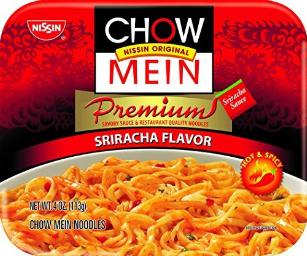 NISSIN
CHOW
NISSIN ORIGINAL
MEIN
Premium
Sriracha
Sauce
SAVORY SAUCE & RESTAURANT QUALITY NOODLES
SRIRACHA FLAVOR
HOT & SPICY
NET WT. 4 OZ. (113g)
CHOW MEIN NOODLES